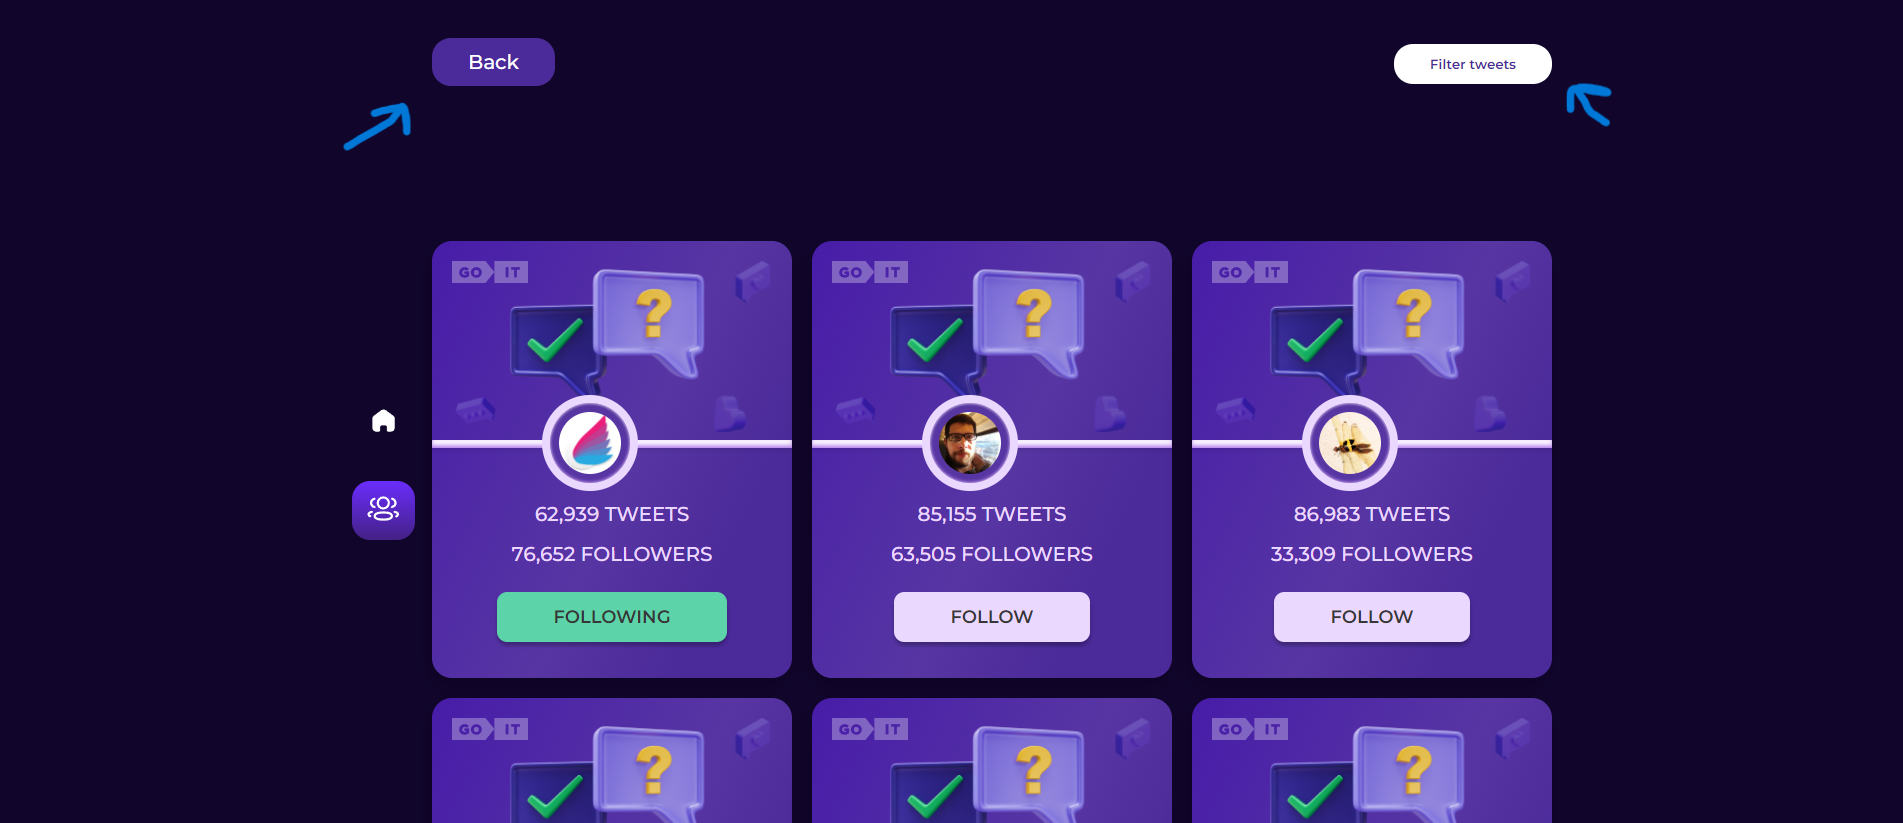 Back
Filter tweets
GO IT
GO IT
GO IT
62,939 TWEETS
85,155 TWEETS
86,983 TWEETS
76,652 FOLLOWERS
63,505 FOLLOWERS
33,309 FOLLOWERS
FOLLOWING
FOLLOW
FOLLOW
GO IT
GO IT
GO IT